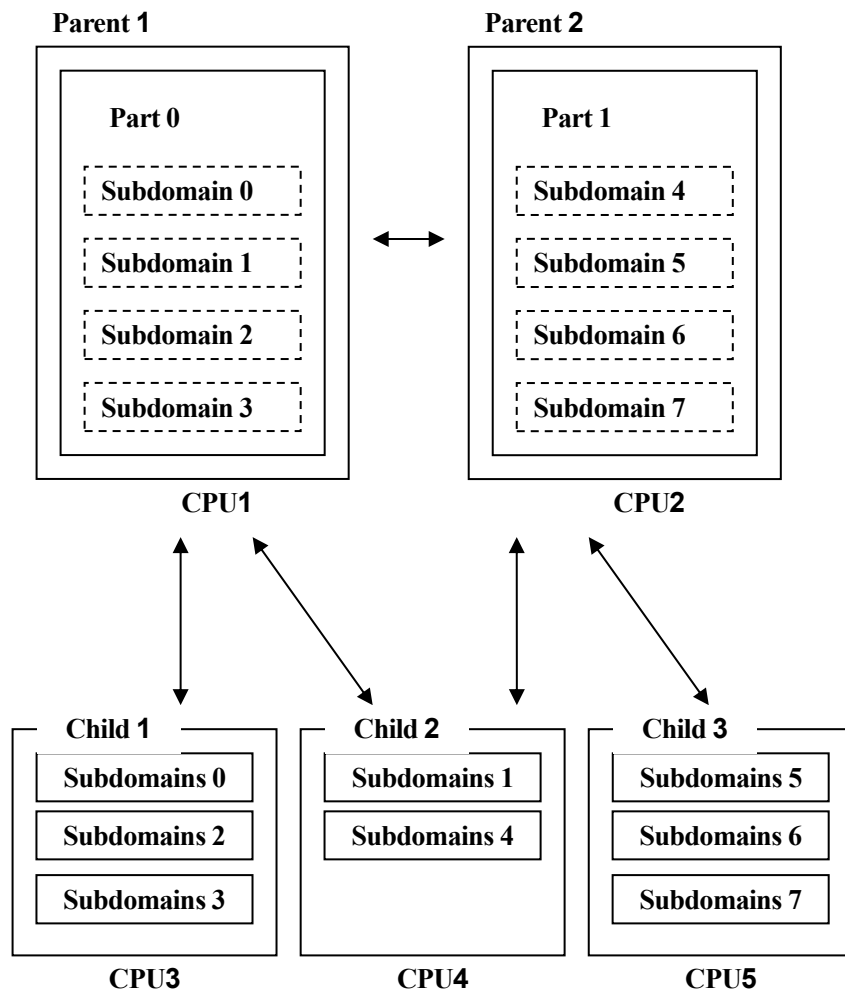 Parent 1
Part 0
Subdomain 0
Subdomain 1
Subdomain 2
Subdomain 3
CPU1
Parent 2
Part 1
Subdomain 4
Subdomain 5
Subdomain 6
Subdomain 7
CPU2
Child 1
Subdomains 0
Subdomains 2
Subdomains 3
CPU3
Child 2
Subdomains 1
Subdomains 4
CPU4
Child 3
Subdomains 5
Subdomains 6
Subdomains 7
CPU5